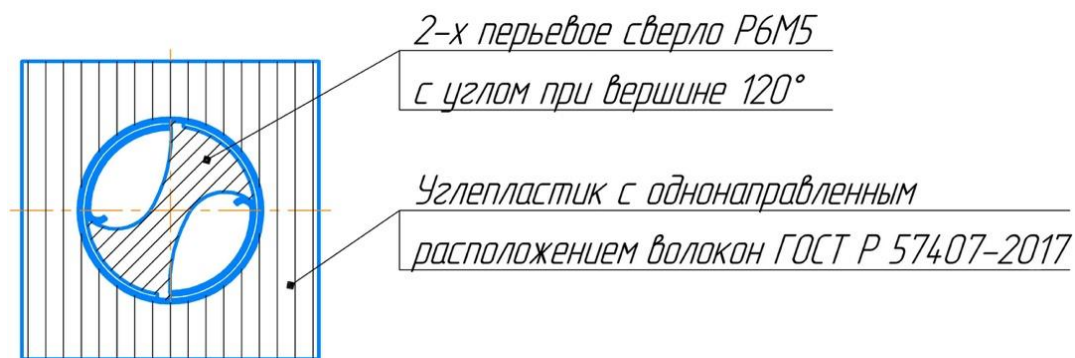 2-х перьевое сверло Р6М5
с углом при вершине 120°
Углепластик с однонаправленным
расположением волокон ГОСТ Р 57407-2017